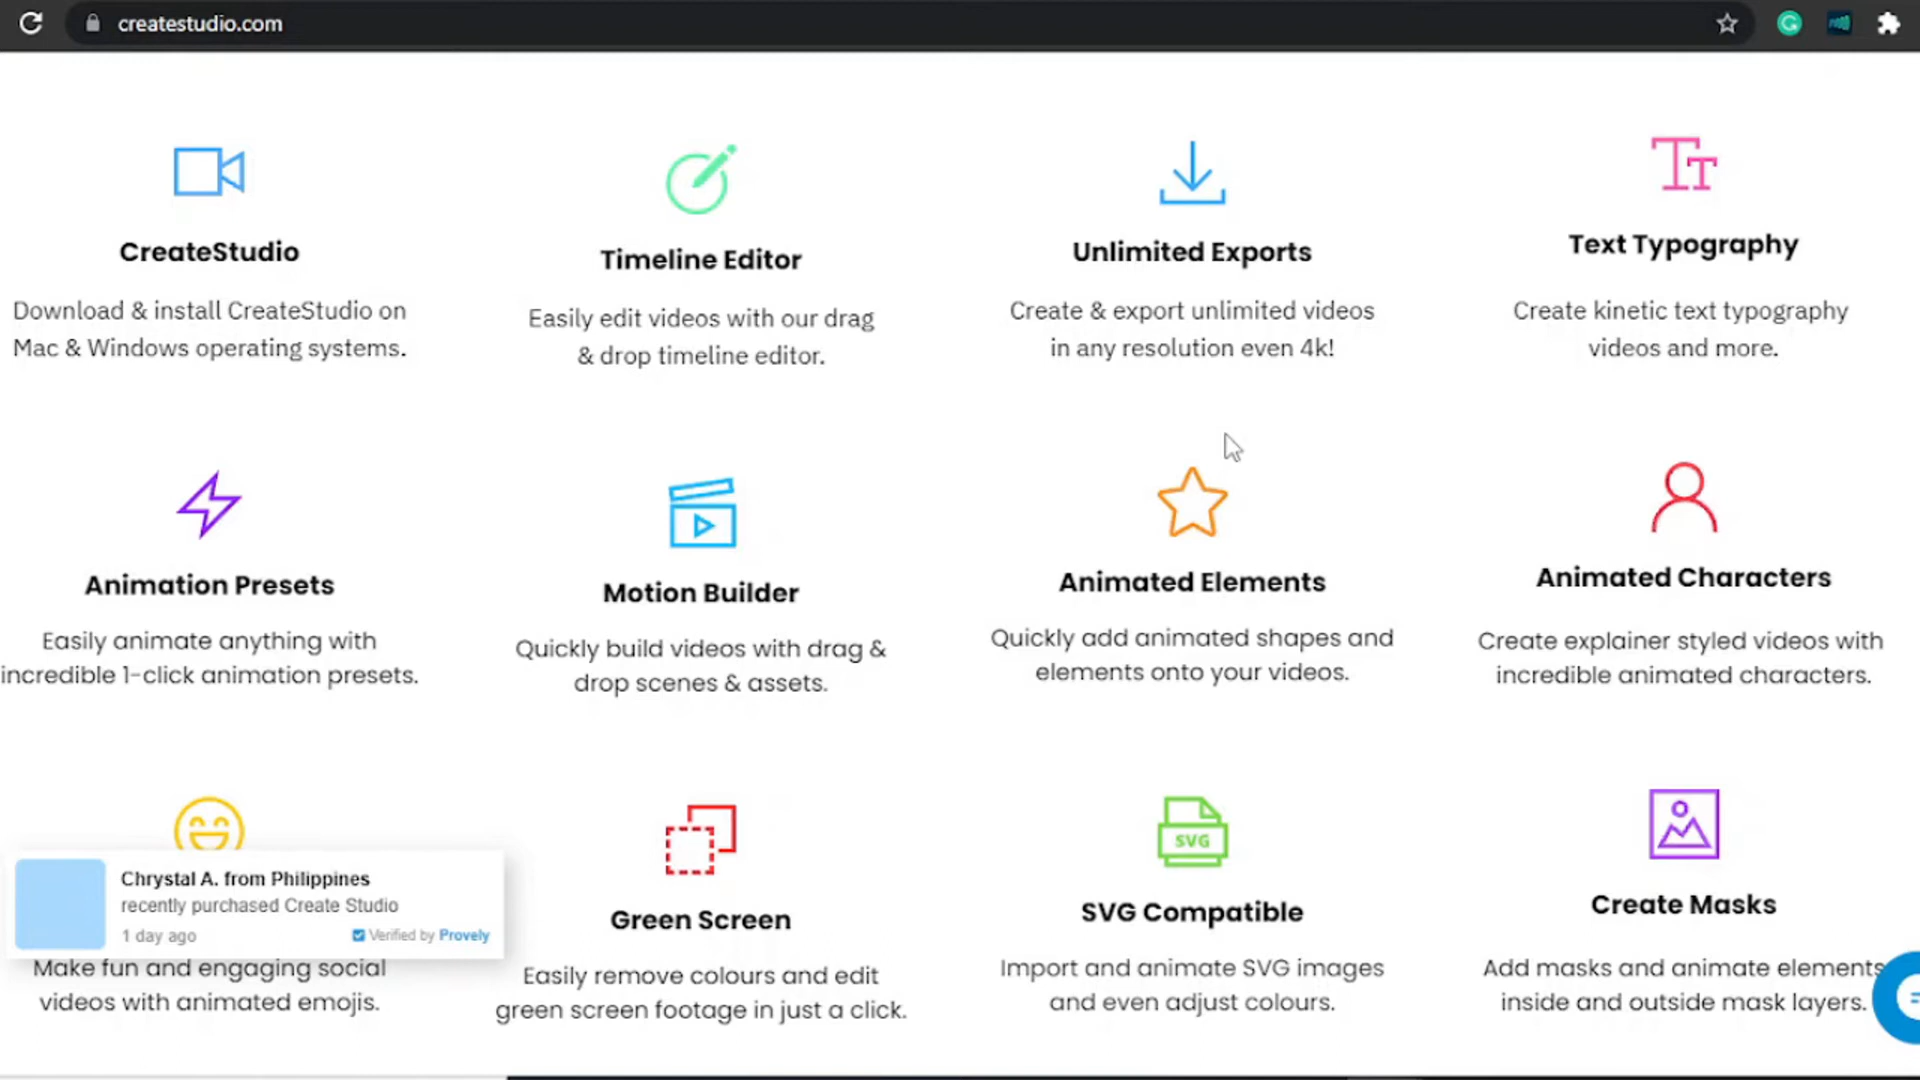 createstudio.com
CreateStudio
Download & install CreateStudio on
Mac & Windows operating systems.
Timeline Editor
Easily edit videos with our drag
& drop timeline editor.
Unlimited Exports
Create & export unlimited videos
in any resolution even 4k!
Text Typography
Create kinetic text typography
videos and more.
Animation Presets
Easily animate anything with
incredible 1-click animation presets.
Motion Builder
Quickly build videos with drag &
drop scenes & assets.
Animated Elements
Quickly add animated shapes and
elements onto your videos.
Animated Characters
Create explainer styled videos with
incredible animated characters.
Chrystal A. from Philippines
recently purchased Create Studio
1 day ago
Verified by Provely
Make fun and engaging social
videos with animated emojis.
Green Screen
Easily remove colours and edit
green screen footage in just a click.
SVG
SVG Compatible
Import and animate SVG images
and even adjust colours.
Create Masks
Add masks and animate elements
inside and outside mask layers.